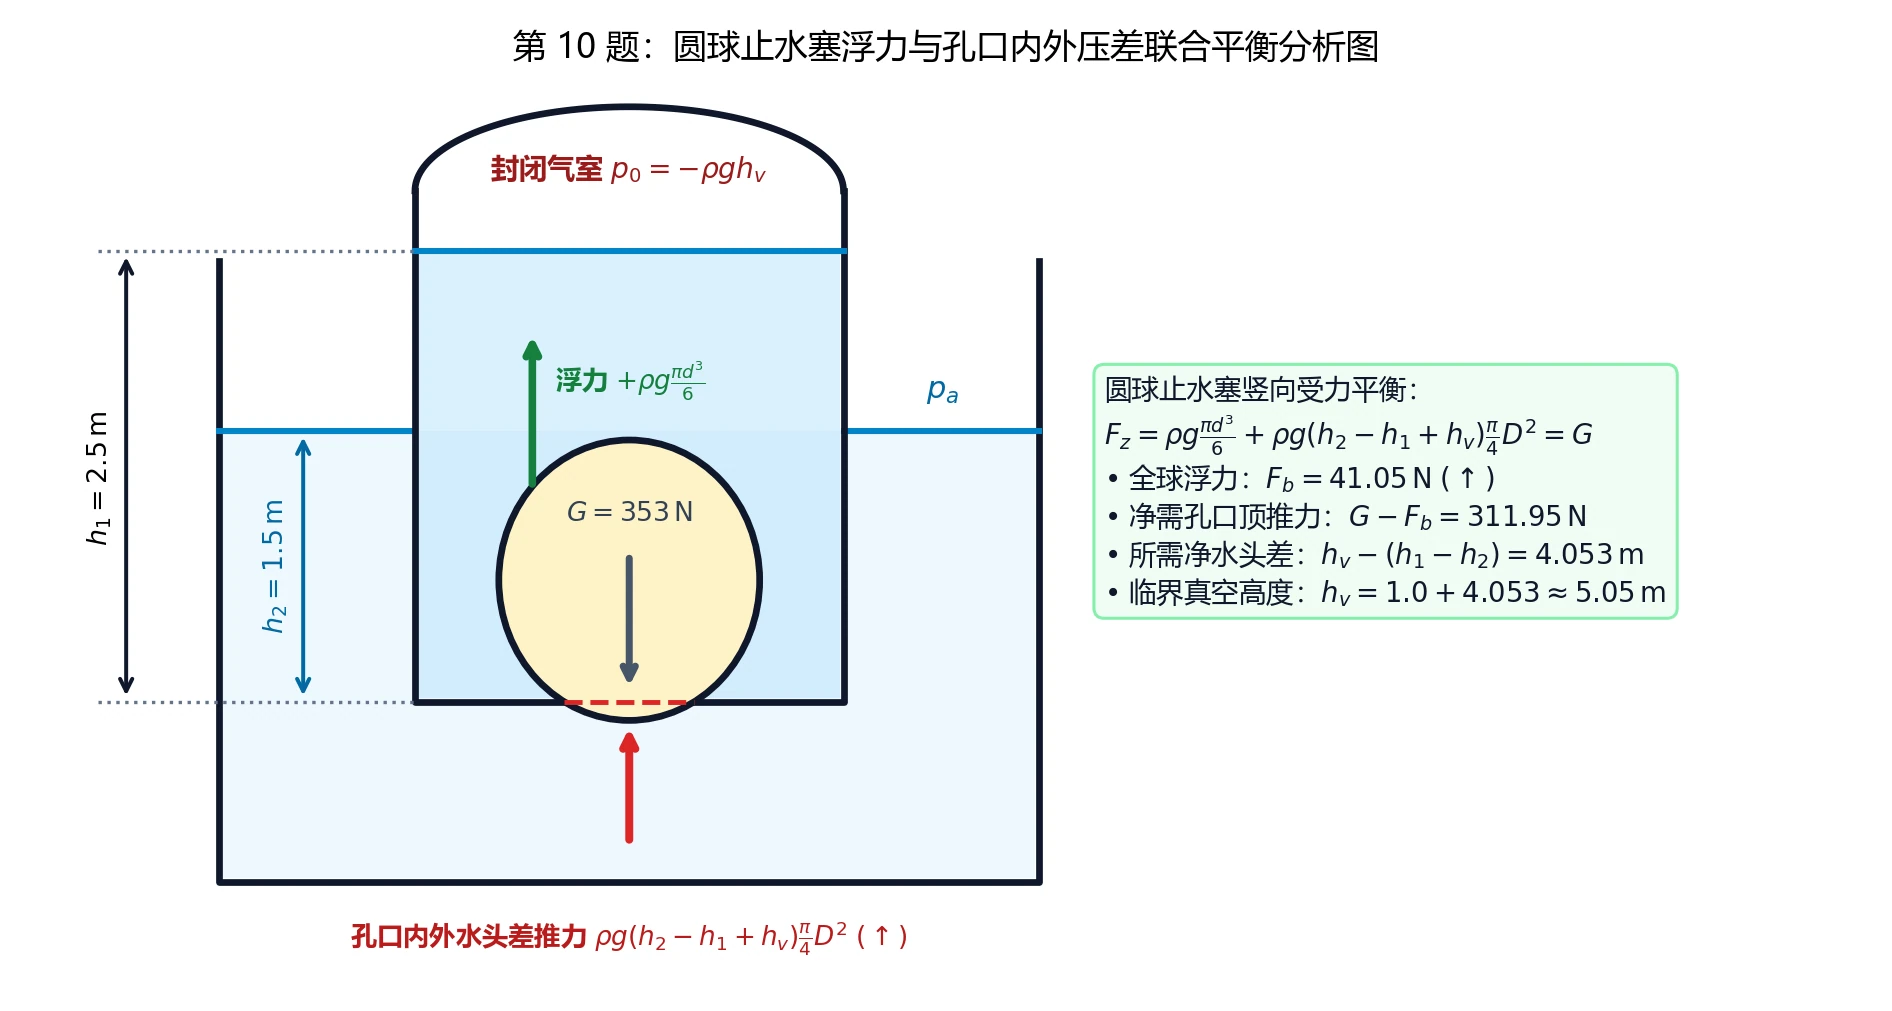 第 10 题：圆球止水塞浮力与孔口内外压差联合平衡分析图
封闭气室 p₀ = −ρghᵥ
浮力 +ρg πd³/6
pₐ
h₁ = 2.5 m
h₂ = 1.5 m
G = 353 N
圆球止水塞竖向受力平衡：
F_z = ρg πd³/6 + ρg(h₂ − h₁ + hᵥ) π/4 D² = G
• 全球浮力：F_b = 41.05 N (↑)
• 净需孔口顶推力：G − F_b = 311.95 N
• 所需净水头差：hᵥ − (h₁ − h₂) = 4.053 m
• 临界真空高度：hᵥ = 1.0 + 4.053 ≈ 5.05 m
孔口内外水头差推力 ρg(h₂ − h₁ + hᵥ) π/4 D² (↑)